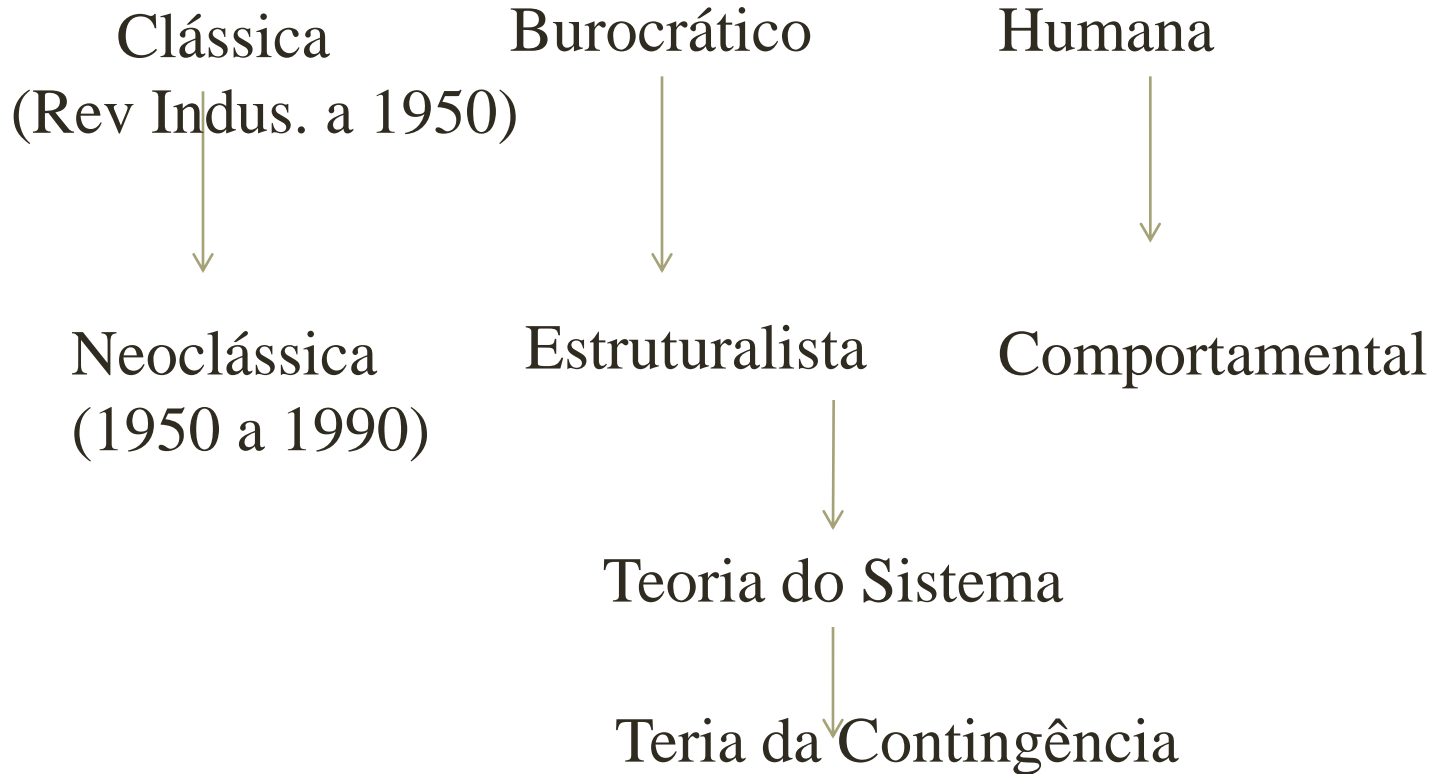 Clássica
(Rev Indus. a 1950)
Burocrático
Humana
Neoclássica
(1950 a 1990)
Estruturalista
Comportamental
Teoria do Sistema
Teria da Contingência